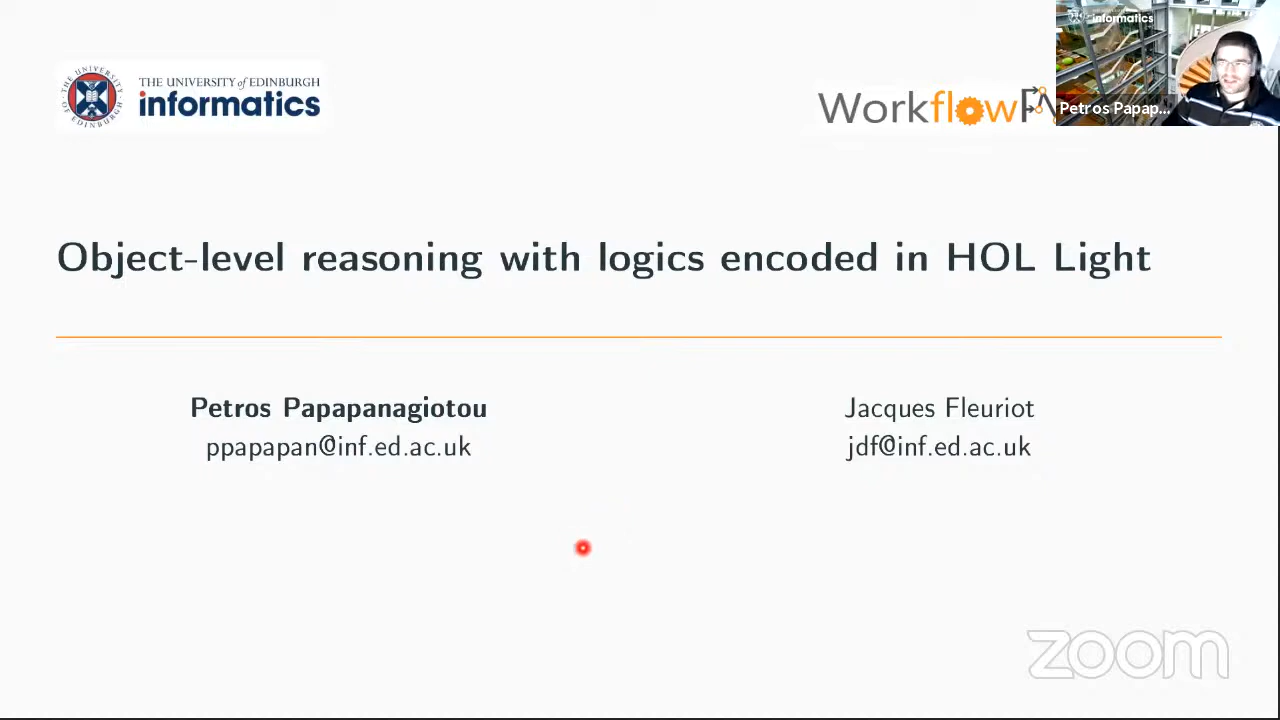 THE UNIVERSITY of EDINBURGH
informatics
Workflow
informatics
Petros Papap...
Object-level reasoning with logics encoded in HOL Light
Petros Papapanagiotou
ppapapan@inf.ed.ac.uk
Jacques Fleuriot
jdf@inf.ed.ac.uk
zoom